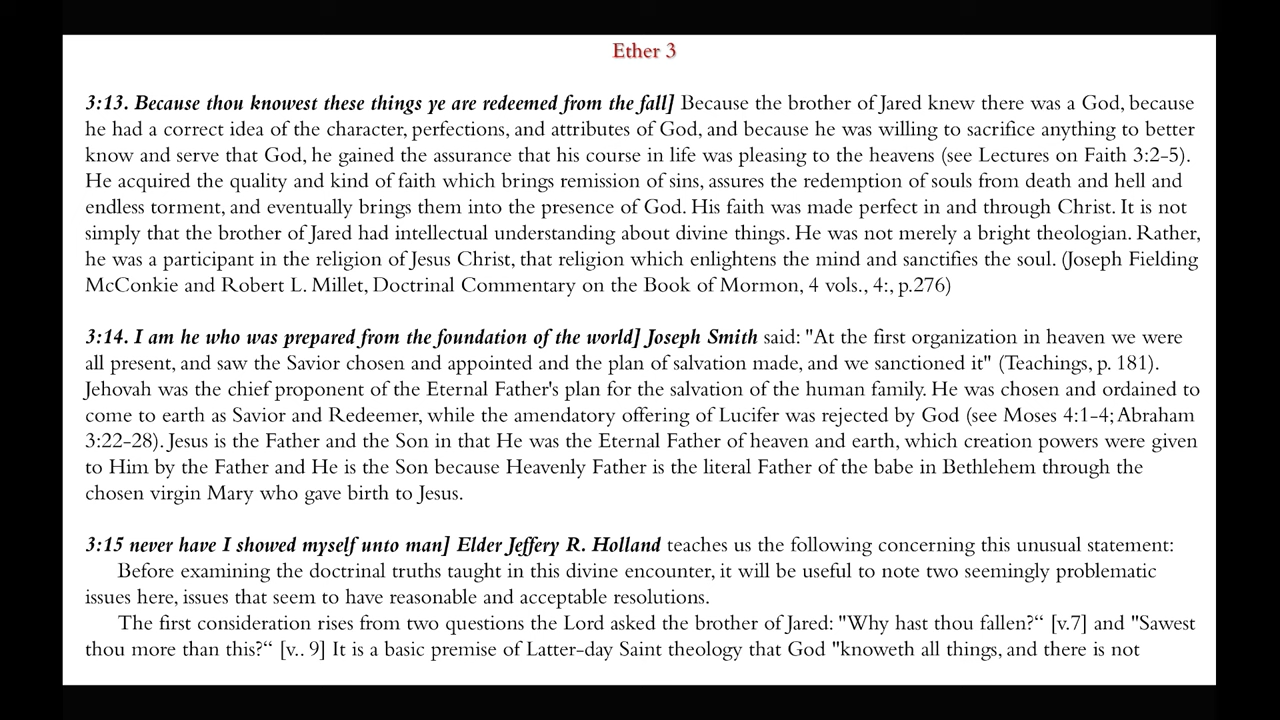 Ether 3
3:13. Because thou knowest these things ye are redeemed from the fall] Because the brother of Jared knew there was a God, because
he had a correct idea of the character, perfections, and attributes of God, and because he was willing to sacrifice anything to better
know and serve that God, he gained the assurance that his course in life was pleasing to the heavens (see Lectures on Faith 3:2-5).
He acquired the quality and kind of faith which brings remission of sins, assures the redemption of souls from death and hell and
endless torment, and eventually brings them into the presence of God. His faith was made perfect in and through Christ. It is not
simply that the brother of Jared had intellectual understanding about divine things. He was not merely a bright theologian. Rather,
he was a participant in the religion of Jesus Christ, that religion which enlightens the mind and sanctifies the soul. (Joseph Fielding
McConkie and Robert L. Millet, Doctrinal Commentary on the Book of Mormon, 4 vols., 4:, p.276)
3:14. I am he who was prepared from the foundation of the world] Joseph Smith said: "At the first organization in heaven we were
all present, and saw the Savior chosen and appointed and the plan of salvation made, and we sanctioned it" (Teachings, p. 181).
Jehovah was the chief proponent of the Eternal Father's plan for the salvation of the human family. He was chosen and ordained to
come to earth as Savior and Redeemer, while the amendatory offering of Lucifer was rejected by God (see Moses 4:1-4; Abraham
3:22-28). Jesus is the Father and the Son in that He was the Eternal Father of heaven and earth, which creation powers were given
to Him by the Father and He is the Son because Heavenly Father is the literal Father of the babe in Bethlehem through the
chosen virgin Mary who gave birth to Jesus.
3:15 never have I showed myself unto man] Elder Jeffery R. Holland teaches us the following concerning this unusual statement:
Before examining the doctrinal truths taught in this divine encounter, it will be useful to note two seemingly problematic
issues here, issues that seem to have reasonable and acceptable resolutions.
The first consideration rises from two questions the Lord asked the brother of Jared: "Why hast thou fallen?“ [v.7] and "Sawest
thou more than this?“ [v.. 9] It is a basic premise of Latter-day Saint theology that God "knoweth all things, and there is not